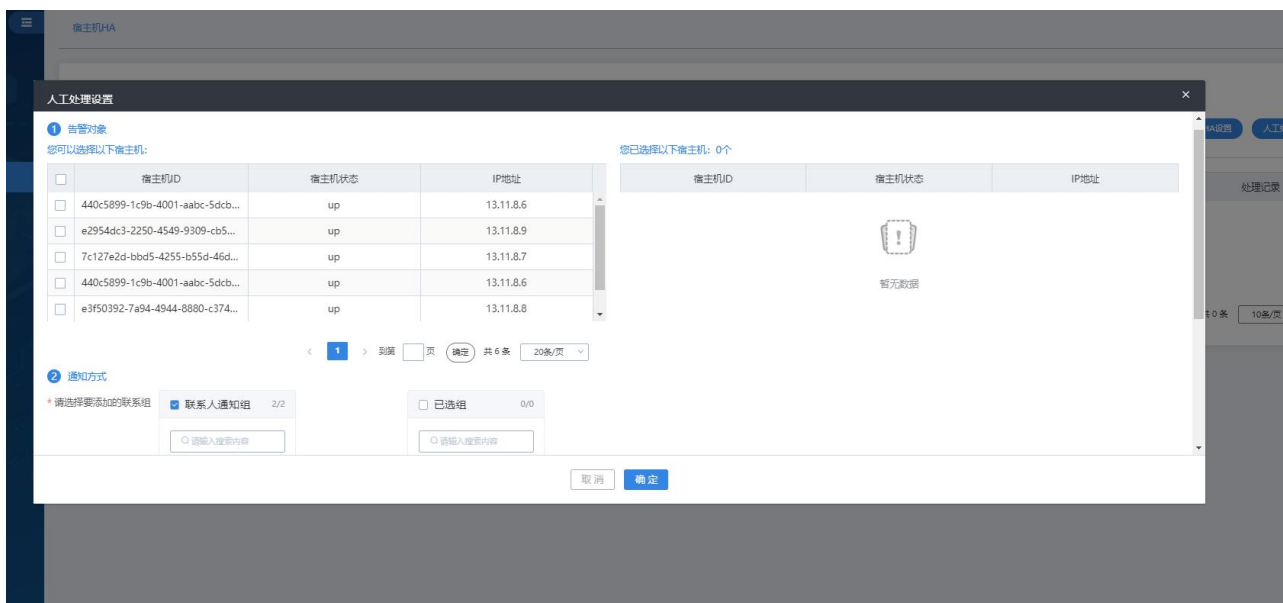 宿主机HA
人工处理设置 ×
HA设置 人工
1 告警对象
您可以选择以下宿主机: 您已选择以下宿主机: 0个
宿主机ID 宿主机状态 IP地址 宿主机ID 宿主机状态 IP地址
处理记录
440c5899-1c9b-4001-aabc-5dcb... up 13.11.8.6
e2954dc3-2250-4549-9309-cb5... up 13.11.8.9
7c127e2d-bbd5-4255-b55d-46d... up 13.11.8.7
440c5899-1c9b-4001-aabc-5dcb... up 13.11.8.6
e3f50392-7a94-4944-8880-c374... up 13.11.8.8
暂无数据
共 0 条 10条/页
< 1 > 到第 页 确定 共 6 条 20条/页
2 通知方式
* 请选择要添加的联系组 联系人通知组 2/2 已选组 0/0
请输入搜索内容 请输入搜索内容
取消 确定